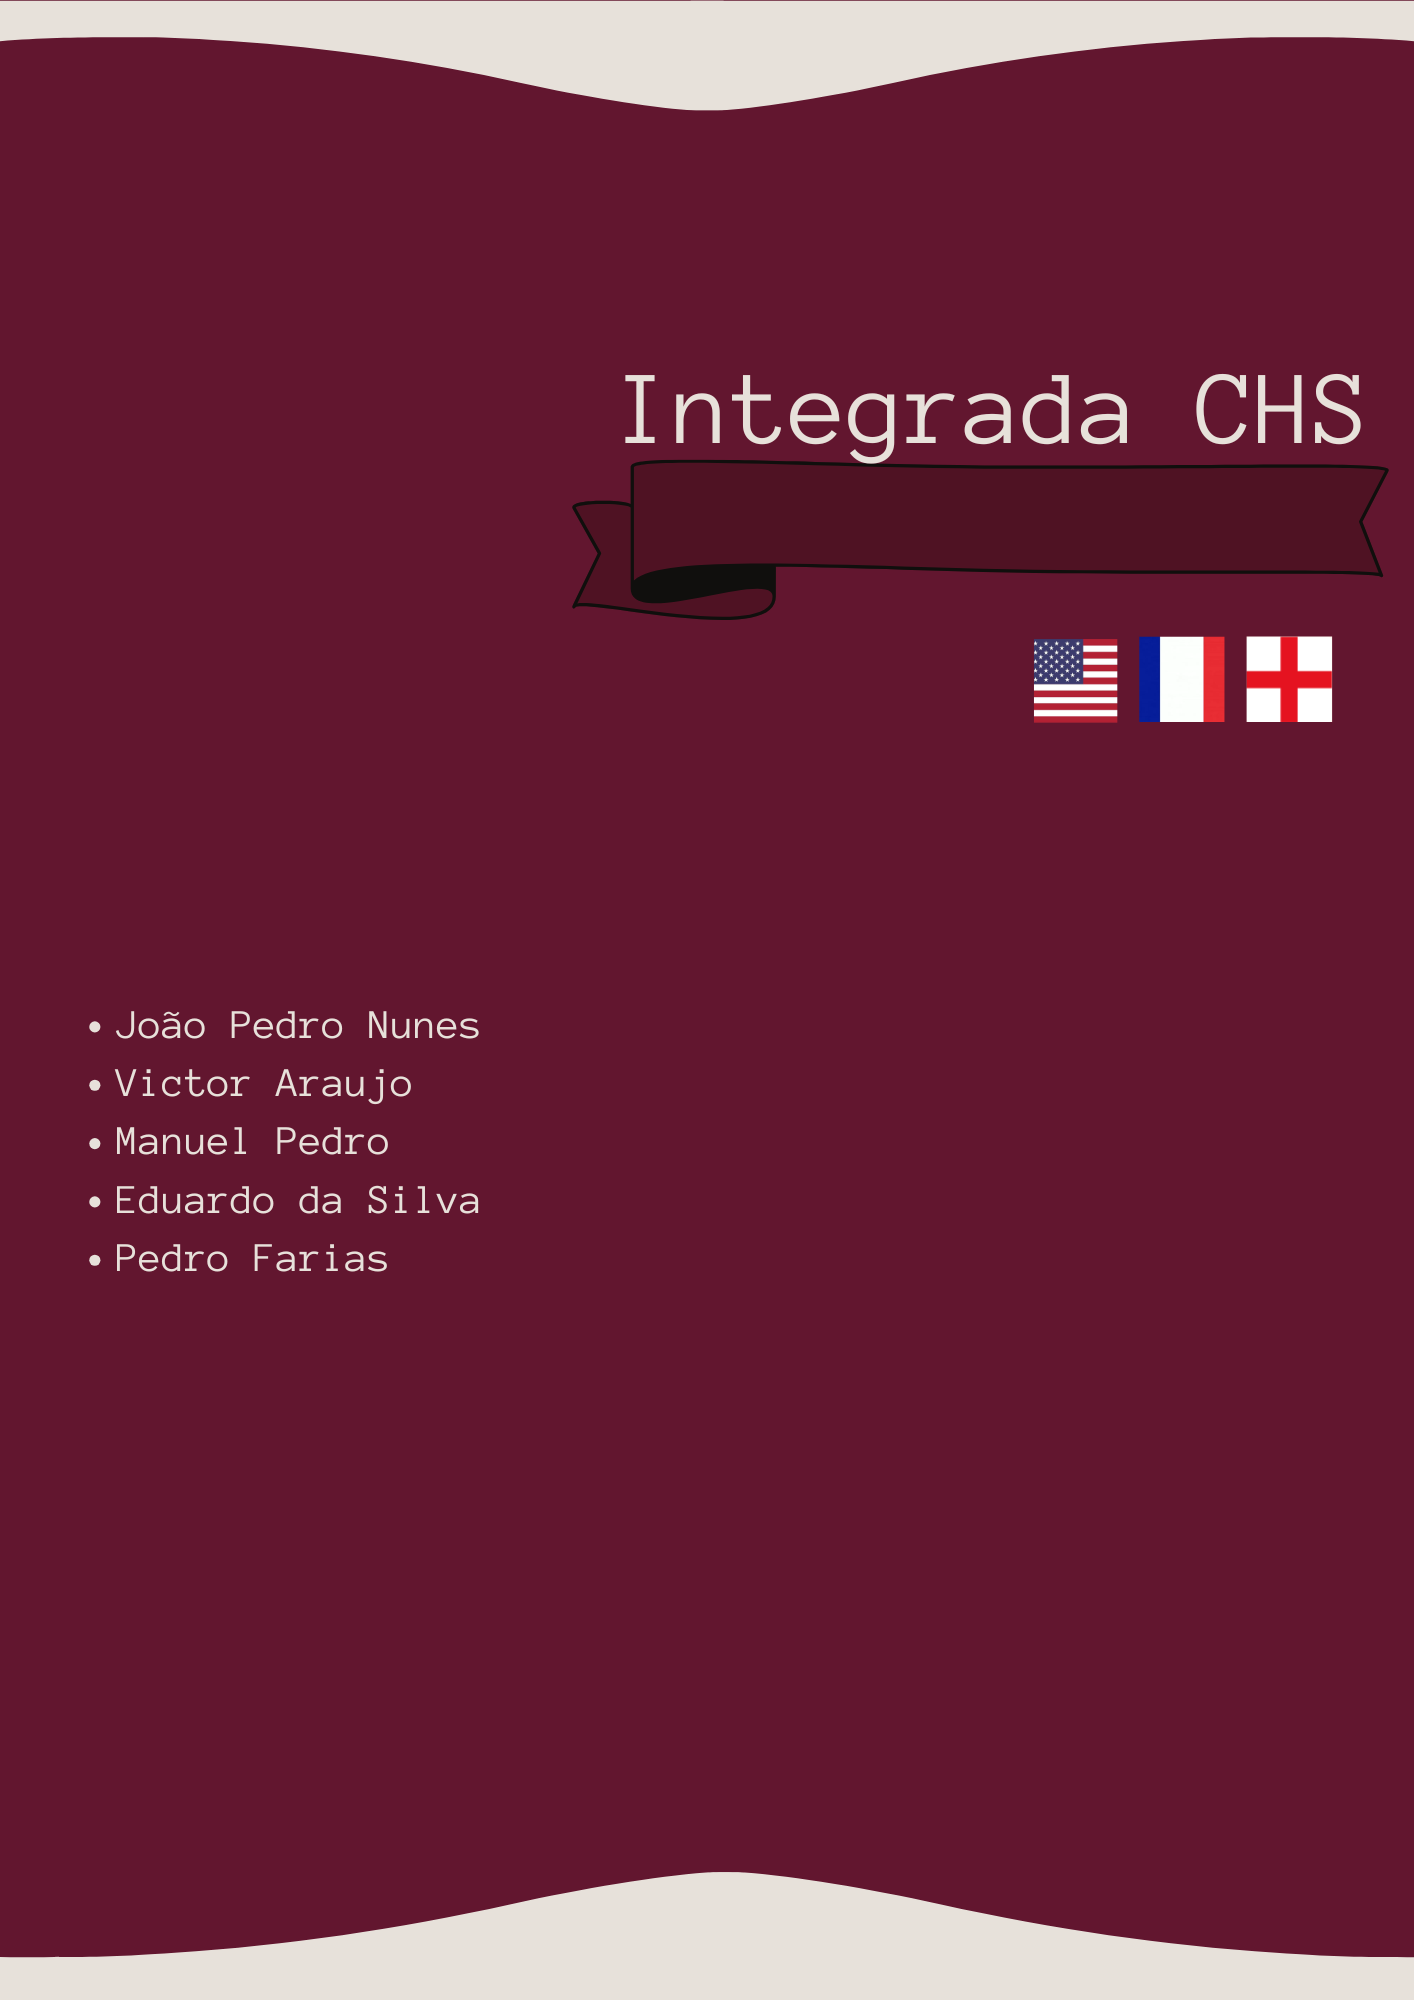 Integrada CHS
João Pedro Nunes
Victor Araujo
Manuel Pedro
Eduardo da Silva
Pedro Farias